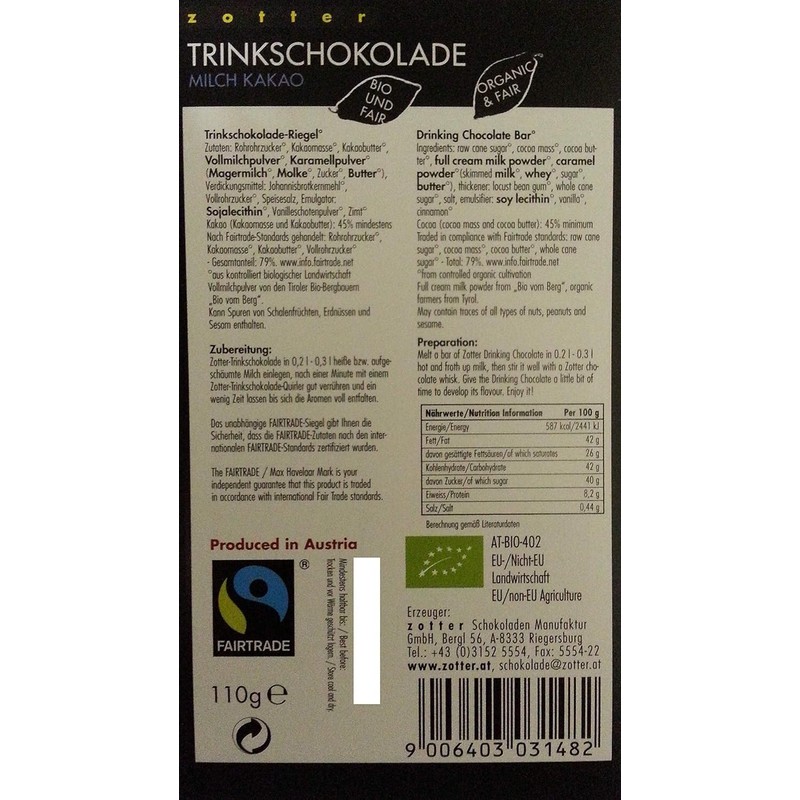 zotter
TRINKSCHOKOLADE
MILCH KAKAO
BIO
UND
FAIR
ORGANIC
& FAIR
Trinkschokolade-Riegel°
Zutaten: Rohrohrzucker°, Kakaomasse°, Kakaobutter°,
Vollmilchpulver°, Karamellpulver°
(Magermilch°, Molke°, Zucker°, Butter°),
Verdickungsmittel: Johannisbrotkernmehl°,
Vollrohrzucker°, Speisesalz, Emulgator:
Sojalecithin°, Vanilleschotenpulver°, Zimt°
Kakao (Kakaomasse und Kakaobutter): 45% mindestens
Nach Fairtrade-Standards gehandelt: Rohrohrzucker°,
Kakaomasse°, Kakaobutter°, Vollrohrzucker°
- Gesamtanteil: 79%. www.info.fairtrade.net
°aus kontrolliert biologischer Landwirtschaft
Vollmilchpulver von den Tiroler Bio-Bergbauern
„Bio vom Berg".
Kann Spuren von Schalenfrüchten, Erdnüssen und
Sesam enthalten.
Zubereitung:
Zotter-Trinkschokolade in 0,2 l - 0,3 l heiße bzw. aufge-
schäumte Milch einlegen, nach einer Minute mit einem
Zotter-Trinkschokolade-Quirler gut verrühren und ein
wenig Zeit lassen bis sich die Aromen voll entfalten.
Das unabhängige FAIRTRADE-Siegel gibt Ihnen die
Sicherheit, dass die FAIRTRADE-Zutaten nach den inter-
nationalen FAIRTRADE-Standards zertifiziert wurden.
The FAIRTRADE / Max Havelaar Mark is your
independent guarantee that this product is traded
in accordance with international Fair Trade standards.
Produced in Austria
®
FAIRTRADE
110g e
Mindestens haltbar bis: / Best before:
Trocken und vor Wärme geschützt lagern. / Store cool and dry.
Drinking Chocolate Bar°
Ingredients: raw cane sugar°, cocoa mass°, cocoa but-
ter°, full cream milk powder°, caramel
powder°(skimmed milk°, whey°, sugar°,
butter°), thickener: locust bean gum°, whole cane
sugar°, salt, emulsifier: soy lecithin°, vanilla°,
cinnamon°
Cocoa (cocoa mass and cocoa butter): 45% minimum
Traded in compliance with Fairtrade standards: raw cane
sugar°, cocoa mass°, cocoa butter°, whole cane
sugar° - Total: 79%. www.info.fairtrade.net
°from controlled organic cultivation
Full cream milk powder from „Bio vom Berg", organic
farmers from Tyrol.
May contain traces of all types of nuts, peanuts and
sesame.
Preparation:
Melt a bar of Zotter Drinking Chocolate in 0.2 l - 0.3 l
hot and froth up milk, then stir it well with a Zotter cho-
colate whisk. Give the Drinking Chocolate a little bit of
time to develop its flavour. Enjoy it!
Nährwerte/Nutrition Information Per 100 g
Energie/Energy 587 kcal/2441 kJ
Fett/Fat 42 g
davon gesättigte Fettsäuren/of which saturates 26 g
Kohlenhydrate/Carbohydrate 42 g
davon Zucker/of which sugar 40 g
Eiweiss/Protein 8,2 g
Salz/Salt 0,44 g
Berechnung gemäß Literaturdaten
AT-BIO-402
EU-/Nicht-EU
Landwirtschaft
EU/non-EU Agriculture
Erzeuger:
zotter Schokoladen Manufaktur
GmbH, Bergl 56, A-8333 Riegersburg
Tel.: +43 (0)3152 5554, Fax: 5554-22
www.zotter.at, schokolade@zotter.at
9 006403 031482